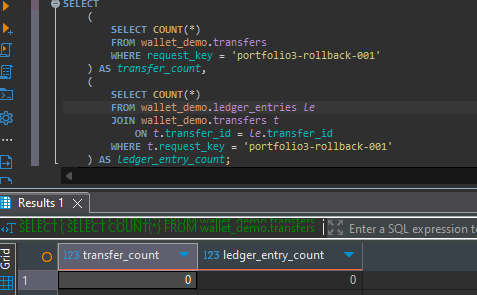 SELECT
(
SELECT COUNT(*)
FROM wallet_demo.transfers
WHERE request_key = 'portfolio3-rollback-001'
) AS transfer_count,
(
SELECT COUNT(*)
FROM wallet_demo.ledger_entries le
JOIN wallet_demo.transfers t
ON t.transfer_id = le.transfer_id
WHERE t.request_key = 'portfolio3-rollback-001'
) AS ledger_entry_count;
Results 1
SELECT ( SELECT COUNT(*) FROM wallet_demo.transfers
Enter a SQL expression to
Grid
123 transfer_count
123 ledger_entry_count
1
0
0